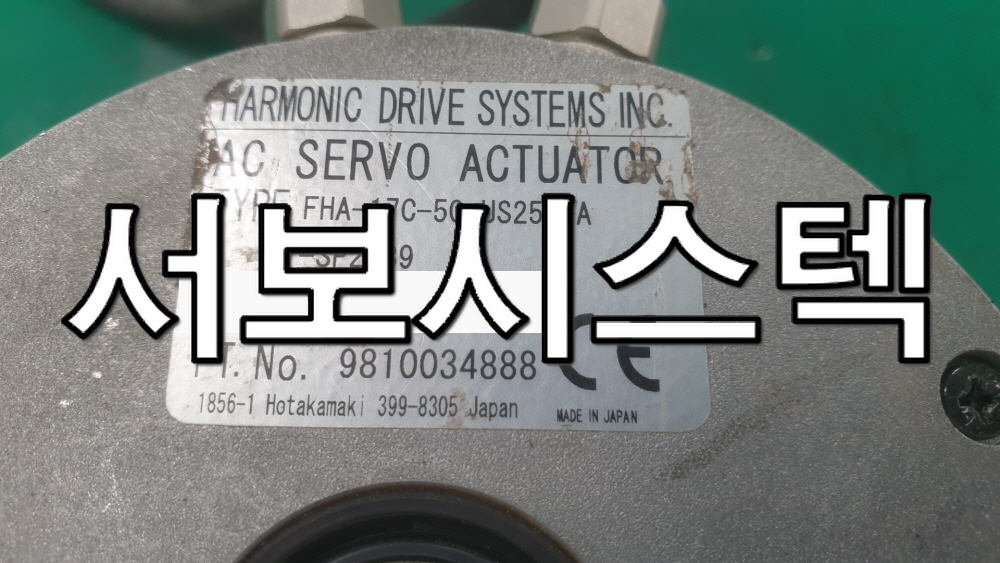 HARMONIC DRIVE SYSTEMS INC.
AC SERVO ACTUATOR
TYPE
서보시스텍
No. 9810034888
CE
1856-1 Hotakamaki 399-8305 Japan
MADE IN JAPAN